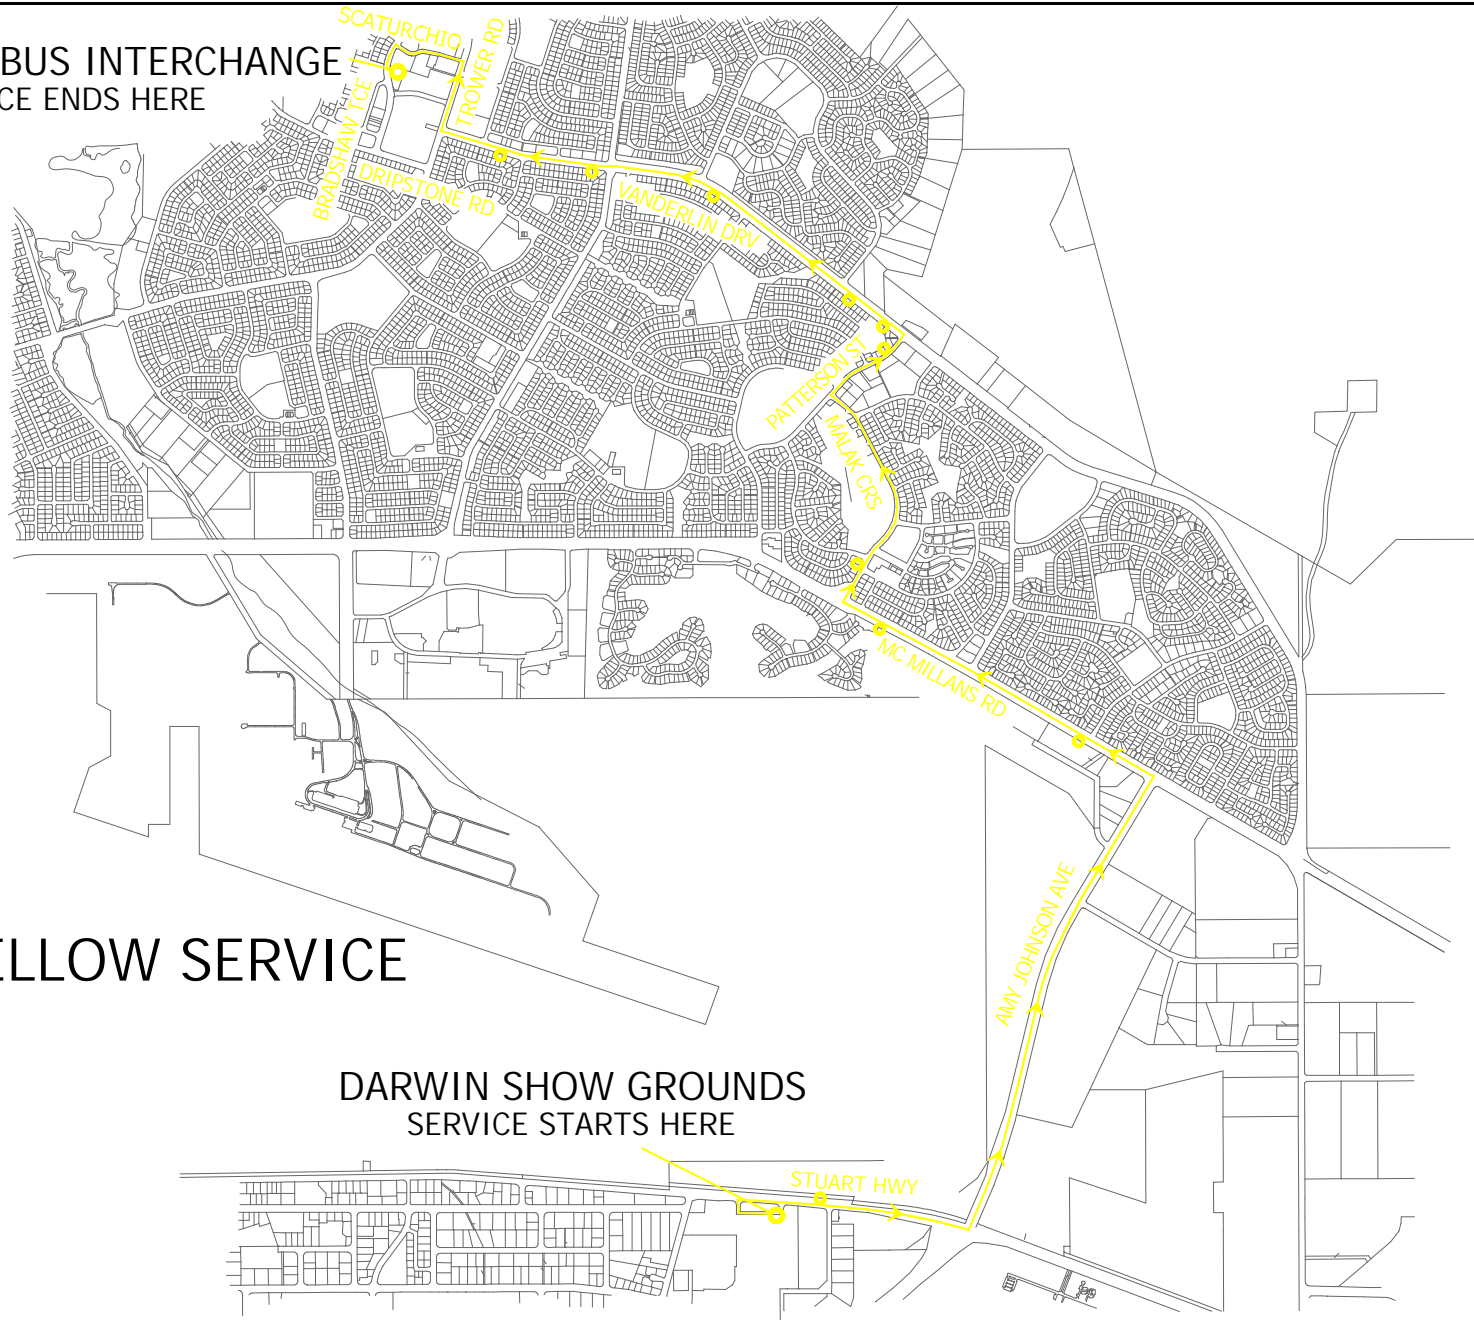 SCATURCHIO
BUS INTERCHANGE
CE ENDS HERE
TROWER RD
BRADSHAW TCE
DRIPSTONE RD
VANDERLIN DRV
PATTERSON ST
MALAK CRS
MC MILLANS RD
AMY JOHNSON AVE
ELLOW SERVICE
DARWIN SHOW GROUNDS
SERVICE STARTS HERE
STUART HWY